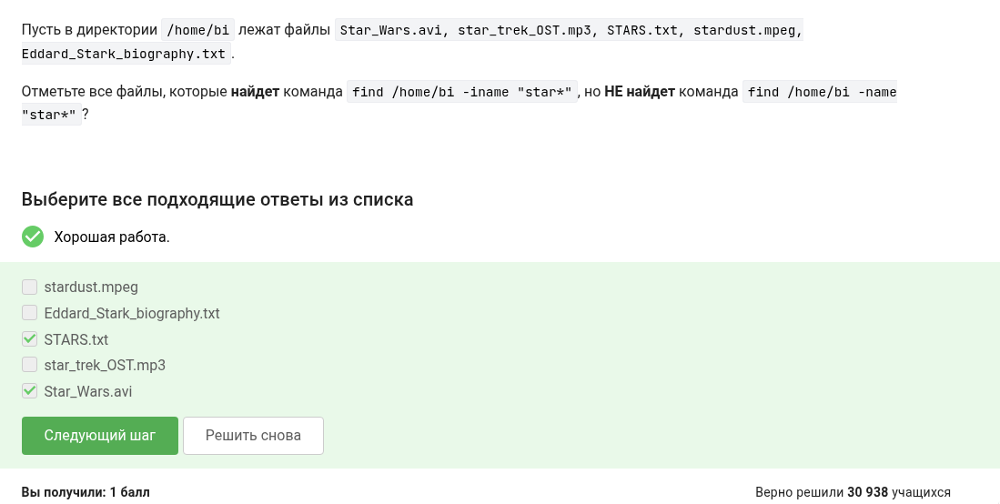 Пусть в директории /home/bi лежат файлы Star_Wars.avi, star_trek_OST.mp3, STARS.txt, stardust.mpeg,
Eddard_Stark_biography.txt.
Отметьте все файлы, которые найдет команда find /home/bi -iname "star*", но НЕ найдет команда find /home/bi -name
"star*"?
Выберите все подходящие ответы из списка
Хорошая работа.
stardust.mpeg
Eddard_Stark_biography.txt
STARS.txt
star_trek_OST.mp3
Star_Wars.avi
Следующий шаг Решить снова
Вы получили: 1 балл Верно решили 30 938 учащихся